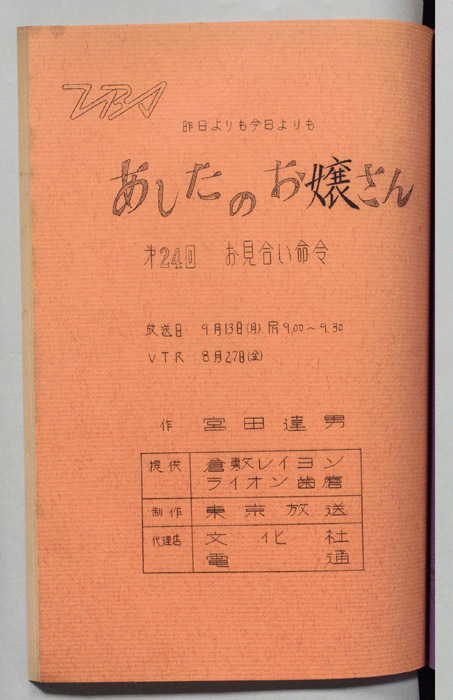 TBS
昨日よりも今日よりも
あしたのお嬢さん
第24回 お見合い命令
放送日 9月13日(月) 后9.00～9.30
VTR 8月27日(金)
作 宮田達男
提供 倉敷レイヨン
ライオン歯磨
制作 東京放送
代理店 文化社
電通